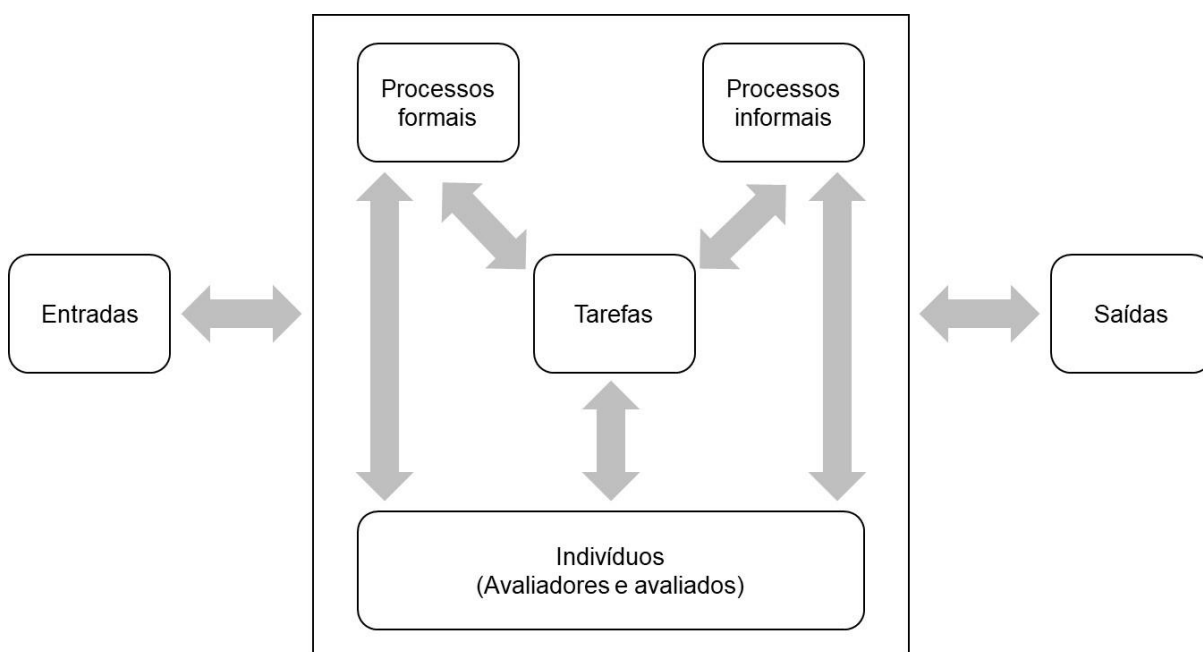 Processos
formais
Processos
informais
Entradas
Tarefas
Saídas
Indivíduos
(Avaliadores e avaliados)